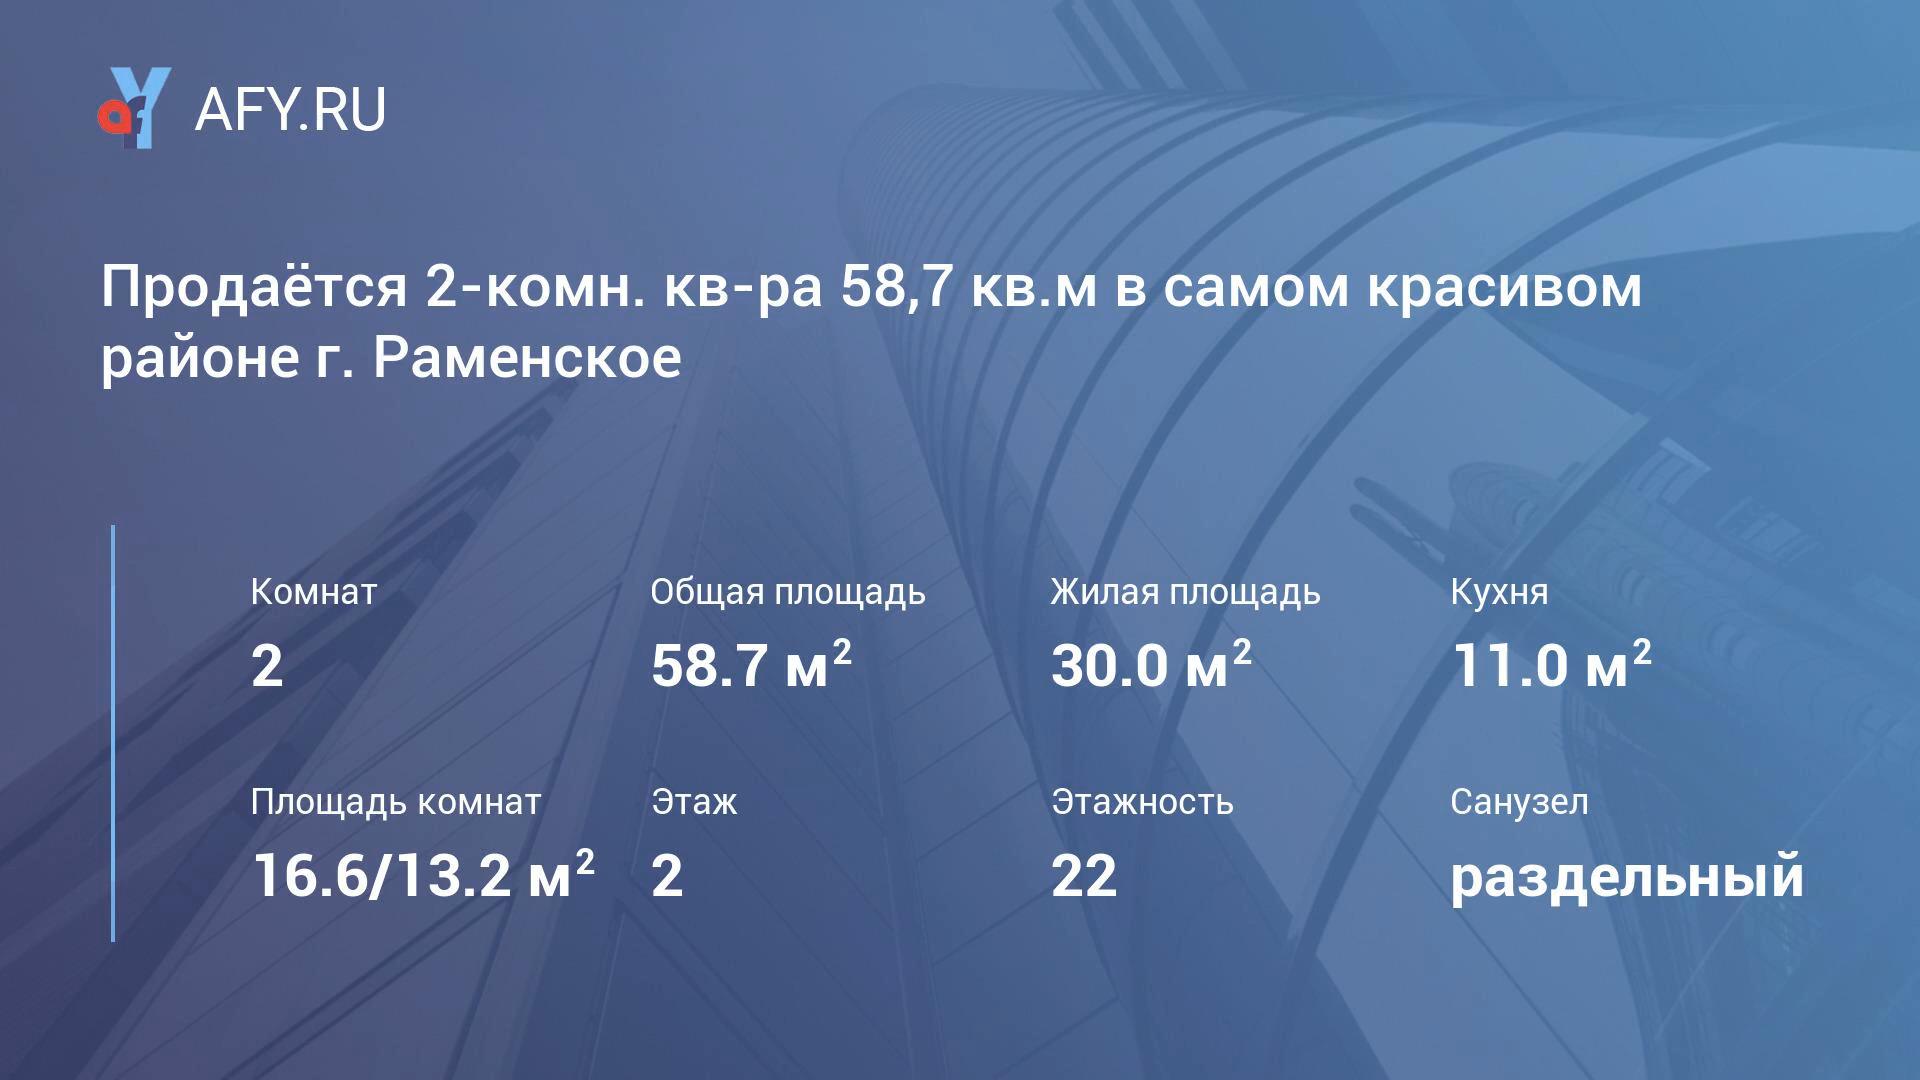 AFY.RU
Продаётся 2-комн. кв-ра 58,7 кв.м в самом красивом
районе г. Раменское
Комнат
2
Общая площадь
58.7 м²
Жилая площадь
30.0 м²
Кухня
11.0 м²
Площадь комнат
16.6/13.2 м²
Этаж
2
Этажность
22
Санузел
раздельный